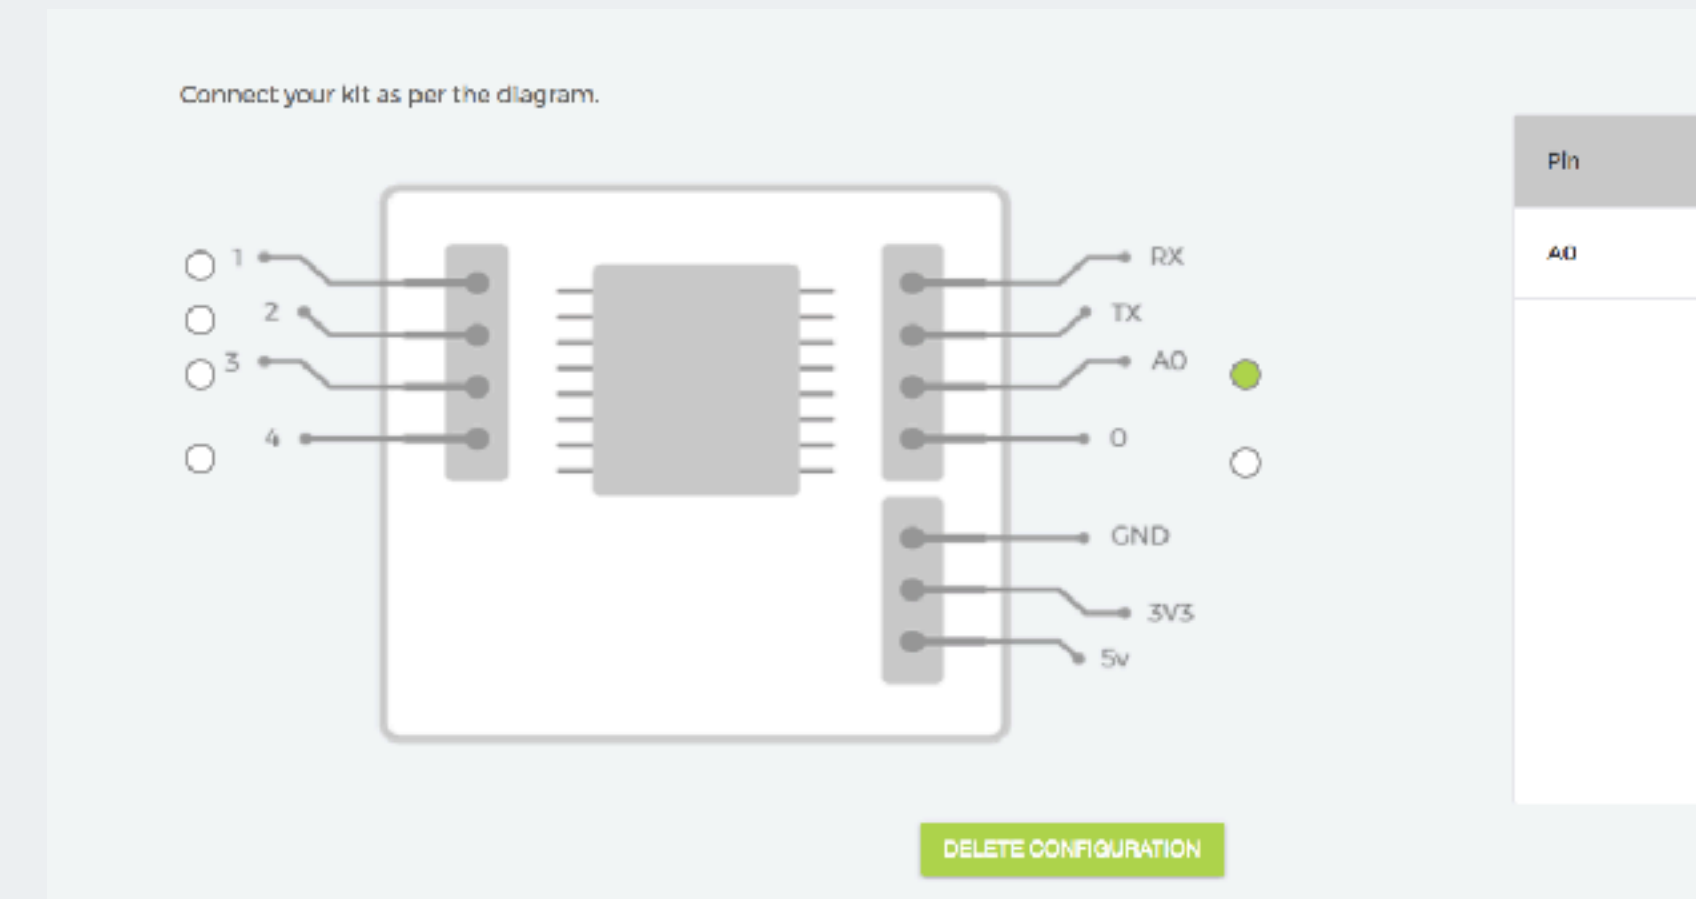 Connect your kit as per the diagram.
Pin
A0
1
2
3
4
RX
TX
A0
0
GND
3V3
5v
DELETE CONFIGURATION